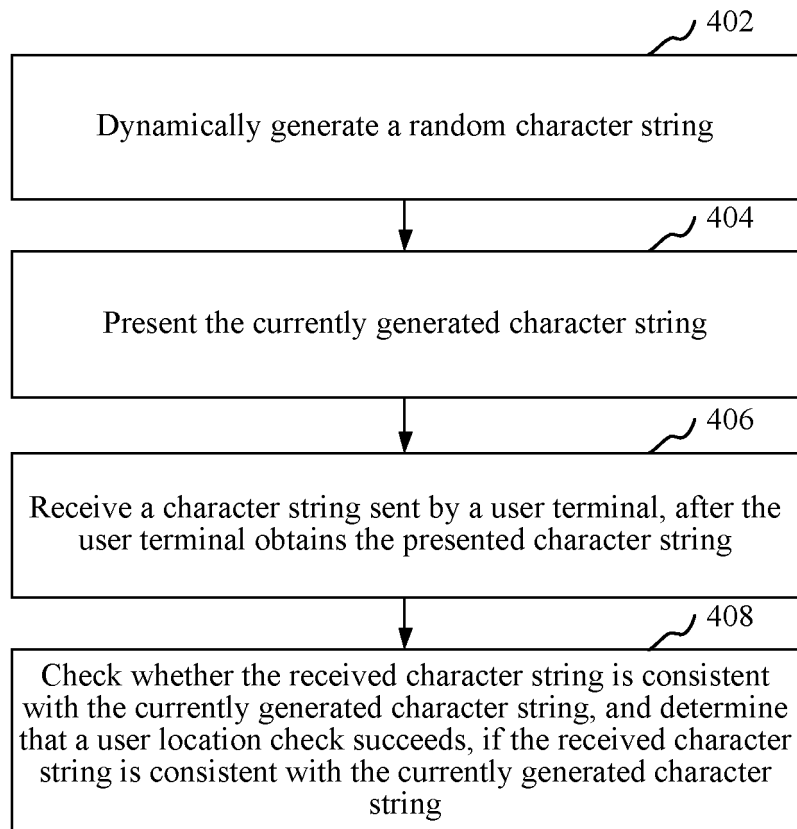 402
Dynamically generate a random character string
404
Present the currently generated character string
406
Receive a character string sent by a user terminal, after the
user terminal obtains the presented character string
408
Check whether the received character string is consistent
with the currently generated character string, and determine
that a user location check succeeds, if the received character
string is consistent with the currently generated character
string